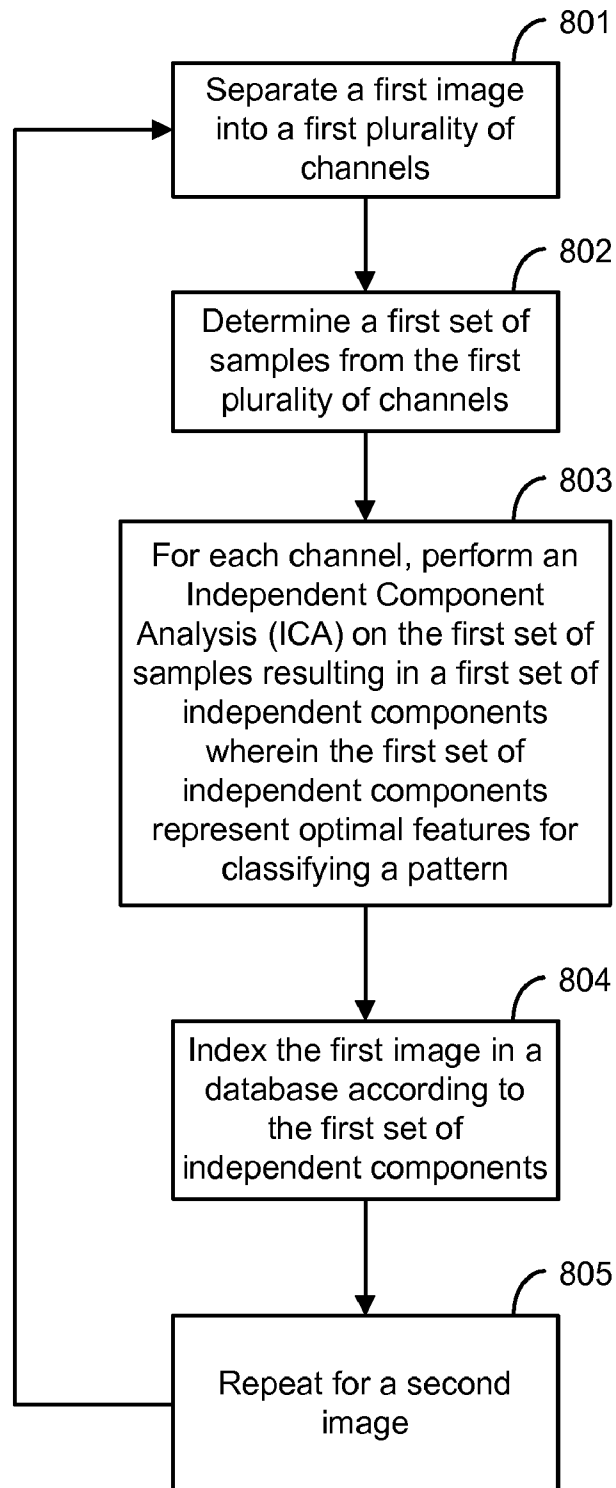 801
Separate a first image
into a first plurality of
channels
802
Determine a first set of
samples from the first
plurality of channels
803
For each channel, perform an
Independent Component
Analysis (ICA) on the first set of
samples resulting in a first set of
independent components
wherein the first set of
independent components
represent optimal features for
classifying a pattern
804
Index the first image in a
database according to
the first set of
independent components
805
Repeat for a second
image